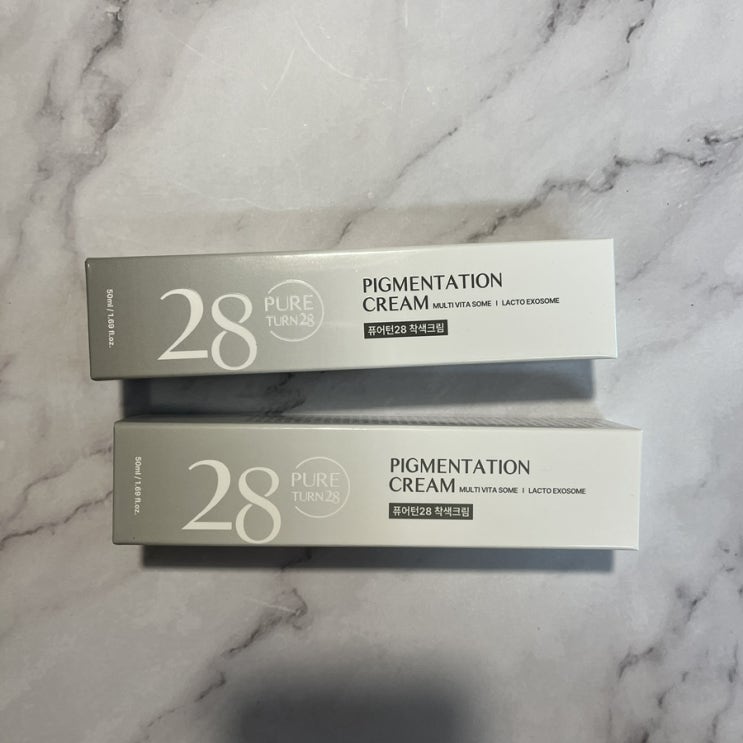 50ml / 1.69 fl.oz.
28
PURE
TURN28
PIGMENTATION
CREAM MULTI VITA SOME I LACTO EXOSOME
퓨어턴28 착색크림
50ml / 1.69 fl.oz.
28
PURE
TURN28
PIGMENTATION
CREAM MULTI VITA SOME I LACTO EXOSOME
퓨어턴28 착색크림